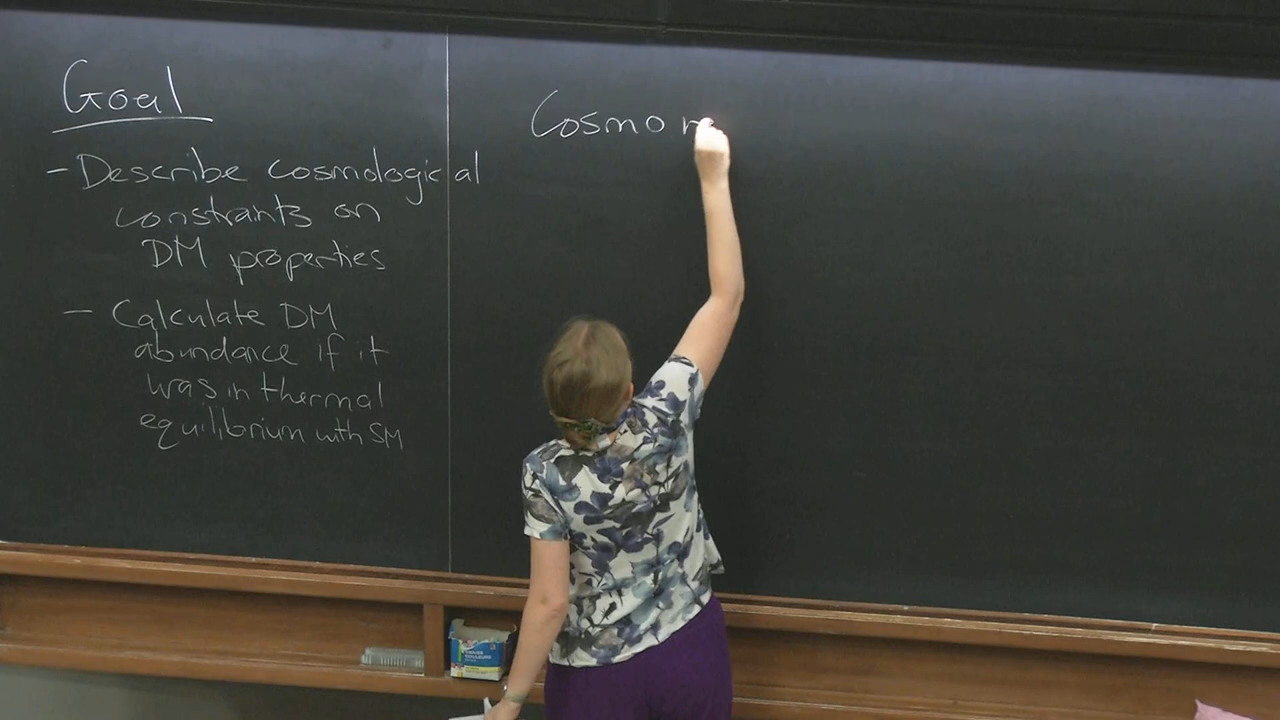 Goal
- Describe cosmological
constraints on
DM properties
- Calculate DM
abundance if it
was in thermal
equilibrium with SM
Cosmo